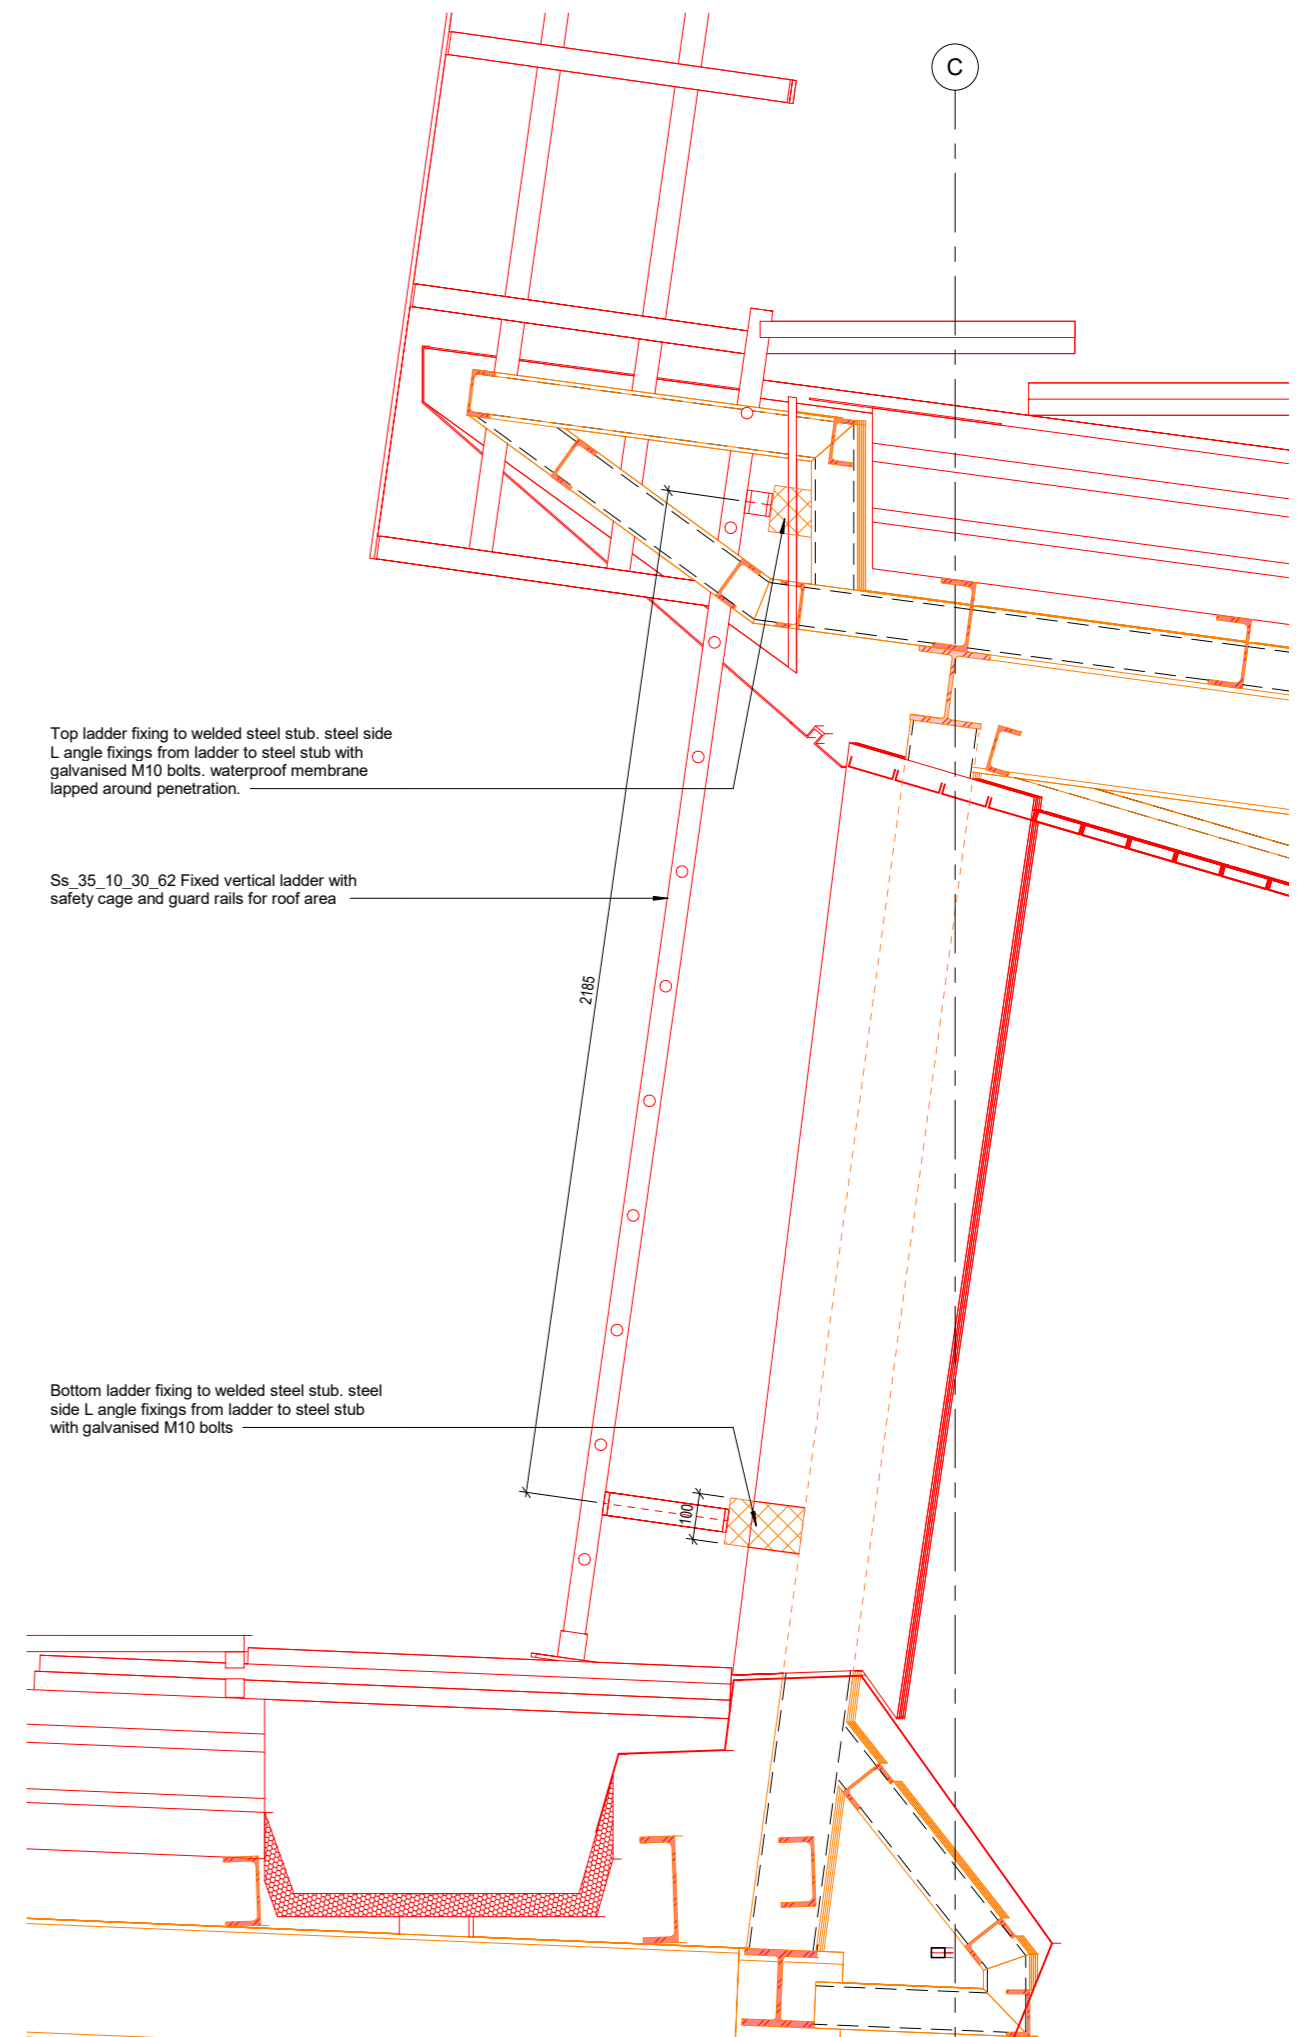 C
Top ladder fixing to welded steel stub. steel side
L angle fixings from ladder to steel stub with
galvanised M10 bolts. waterproof membrane
lapped around penetration.
Ss_35_10_30_62 Fixed vertical ladder with
safety cage and guard rails for roof area
2185
Bottom ladder fixing to welded steel stub. steel
side L angle fixings from ladder to steel stub
with galvanised M10 bolts
100